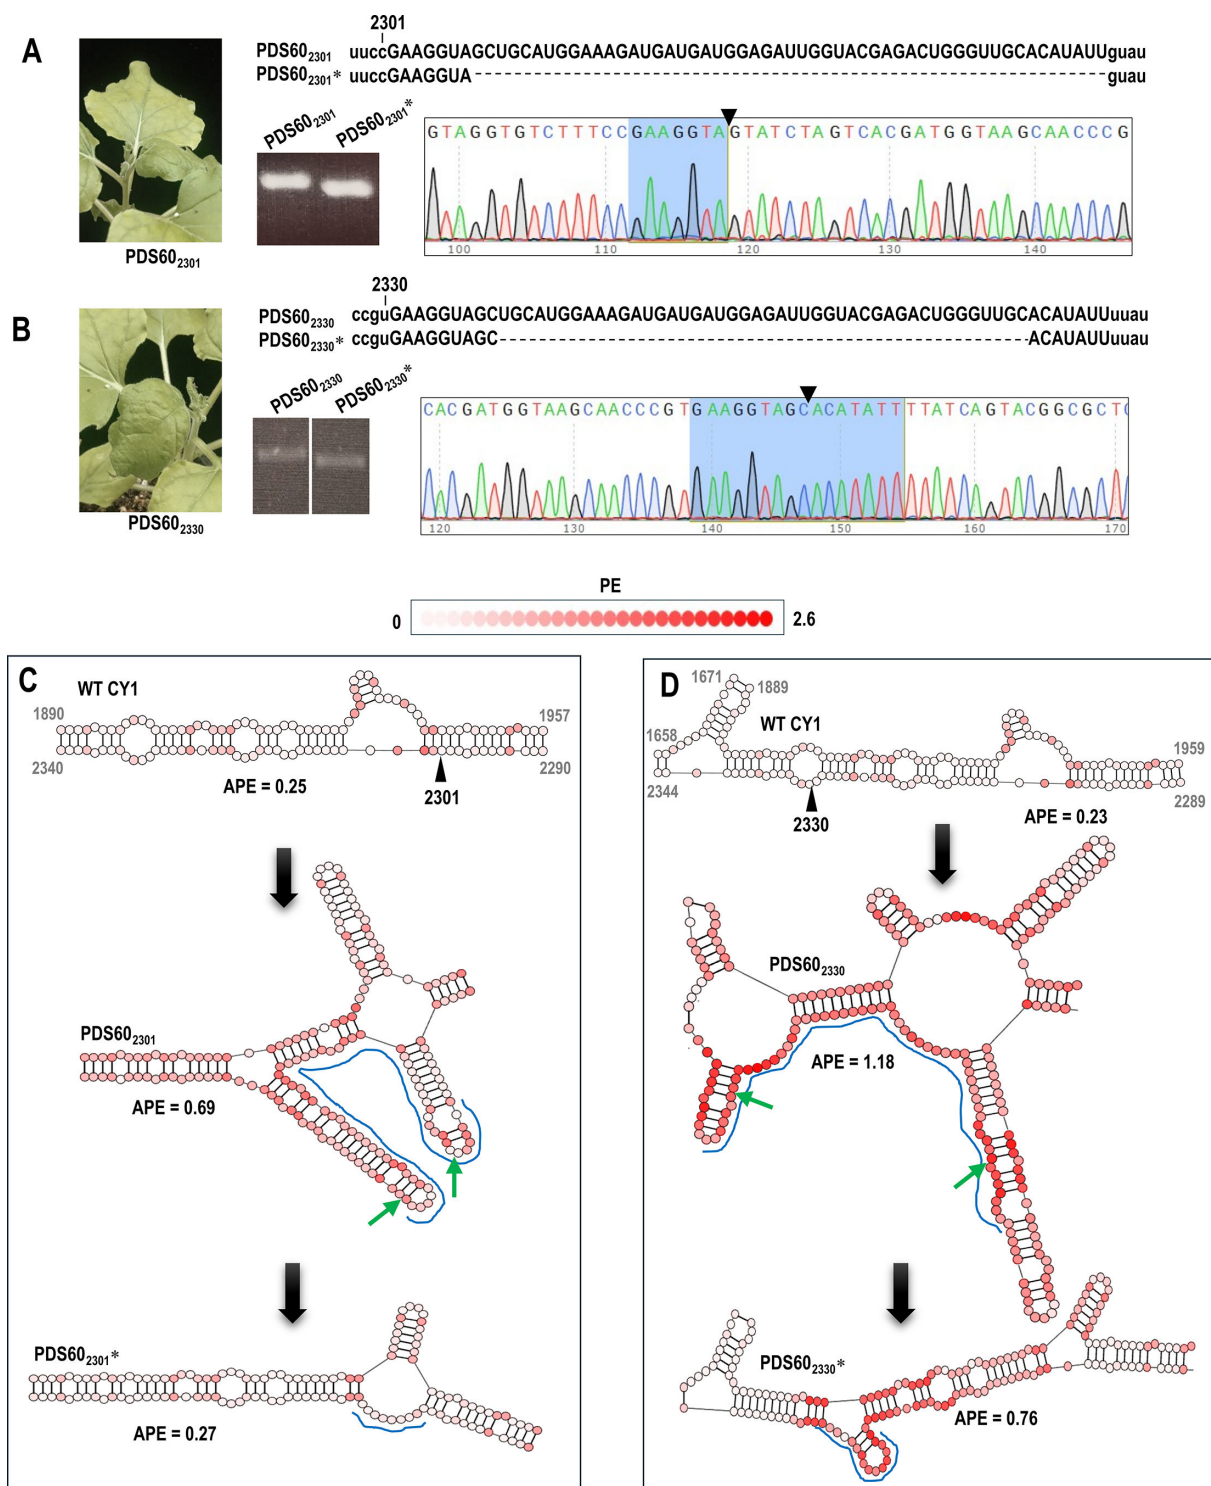 A
2301
PDS60₂₃₀₁ uuccGAAGGUAGCUGCAUGGAAAGAUGAUGAUGGAGAUUGGUACGAGACUGGGUUGCACAUAUUguau
PDS60₂₃₀₁* uuccGAAGGUA-----------------------------------------------------guau
PDS60₂₃₀₁ PDS60₂₃₀₁*
GTAGGTGTCTTTCCGAAGGTAGTATCTAGTCACGATGGTAAGCAACCCG
100 110 120 130 140
PDS60₂₃₀₁
B
2330
PDS60₂₃₃₀ ccguGAAGGUAGCUGCAUGGAAAGAUGAUGAUGGAGAUUGGUACGAGACUGGGUUGCACAUAUUuuau
PDS60₂₃₃₀* ccguGAAGGUAGC--------------------------------------------ACAUAUUuuau
PDS60₂₃₃₀ PDS60₂₃₃₀*
CACGATGGTAAGCAACCCGTGAAGGTAGCACATATTTTATCAGTACGGCGCTC
120 130 140 150 160 170
PDS60₂₃₃₀
PE
0 2.6
C
WT CY1
1890 1957
2340 2290
APE = 0.25
2301
PDS60₂₃₀₁
APE = 0.69
PDS60₂₃₀₁*
APE = 0.27
D
1671 1889
1658
WT CY1
1959
2344 2289
2330
APE = 0.23
PDS60₂₃₃₀
APE = 1.18
PDS60₂₃₃₀*
APE = 0.76